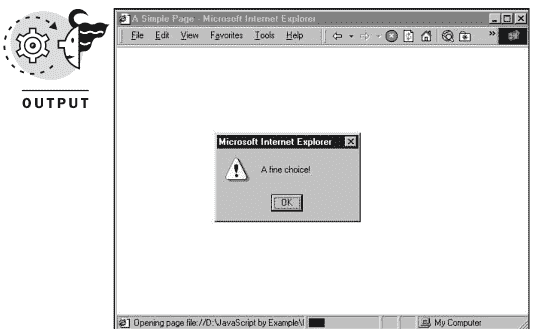 A Simple Page - Microsoft Internet Explorer
File Edit View Favorites Tools Help
»
OUTPUT
Microsoft Internet Explorer
A fine choice!
OK
Opening page file://D:\JavaScript by Example\I
My Computer